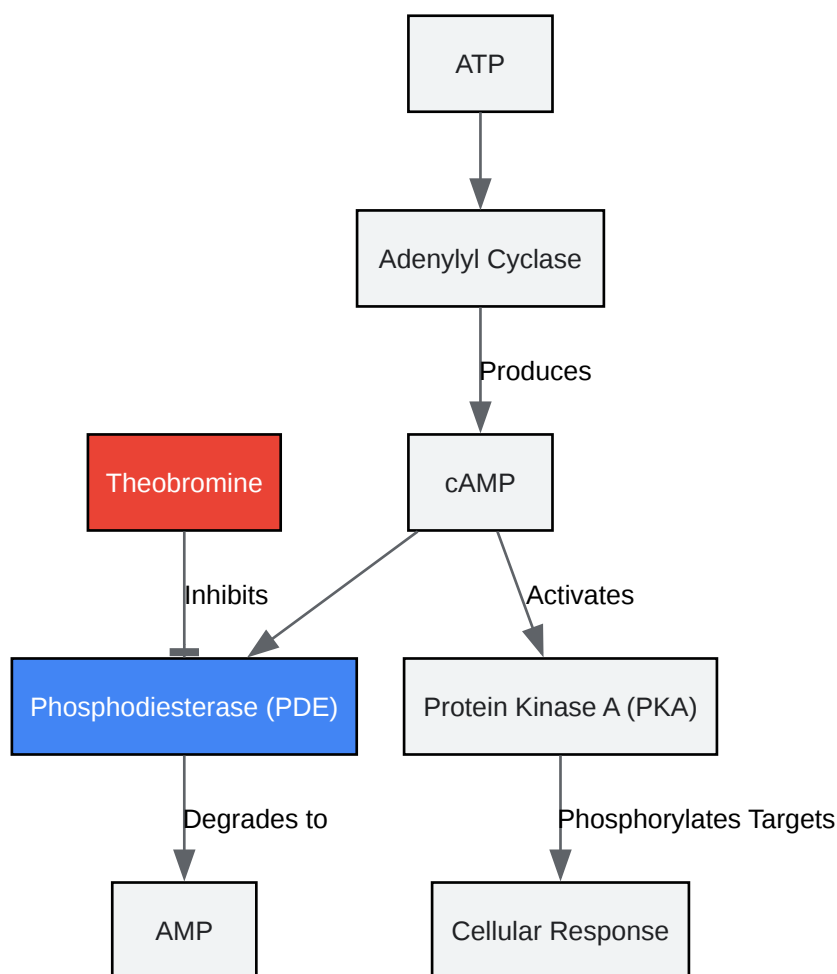 ATP
Adenylyl Cyclase
Produces
Theobromine
cAMP
Inhibits
Activates
Phosphodiesterase (PDE)
Protein Kinase A (PKA)
Degrades to
Phosphorylates Targets
AMP
Cellular Response